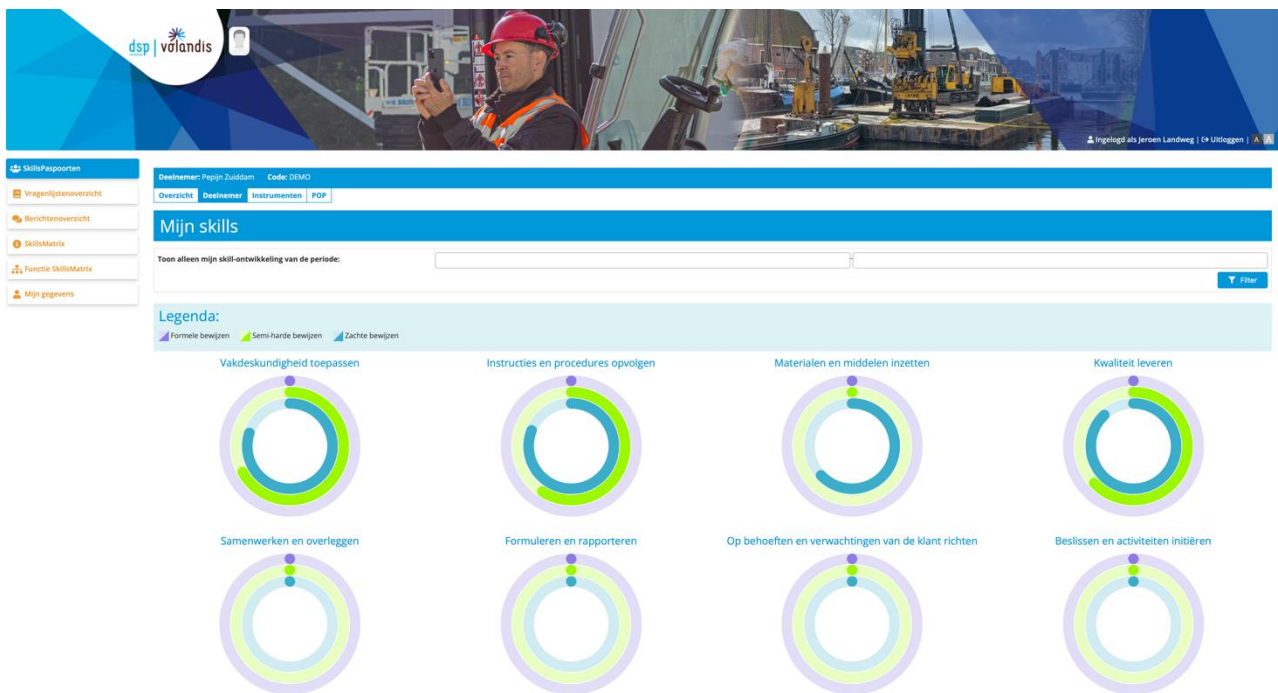 dsp | volandis
Ingelogd als Jeroen Landweg | Uitloggen | A A
SkillsPaspoorten
Vragenlijstenoverzicht
Berichtenoverzicht
SkillsMatrix
Functie SkillsMatrix
Mijn gegevens
Deelnemer: Pepijn Zuiddam Code: DEMO
Overzicht Deelnemer Instrumenten POP
Mijn skills
Toon alleen mijn skill-ontwikkeling van de periode:
-
Filter
Legenda:
Formele bewijzen Semi-harde bewijzen Zachte bewijzen
Vakdeskundigheid toepassen Instructies en procedures opvolgen Materialen en middelen inzetten Kwaliteit leveren
Samenwerken en overleggen Formuleren en rapporteren Op behoeften en verwachtingen van de klant richten Beslissen en activiteiten initiëren